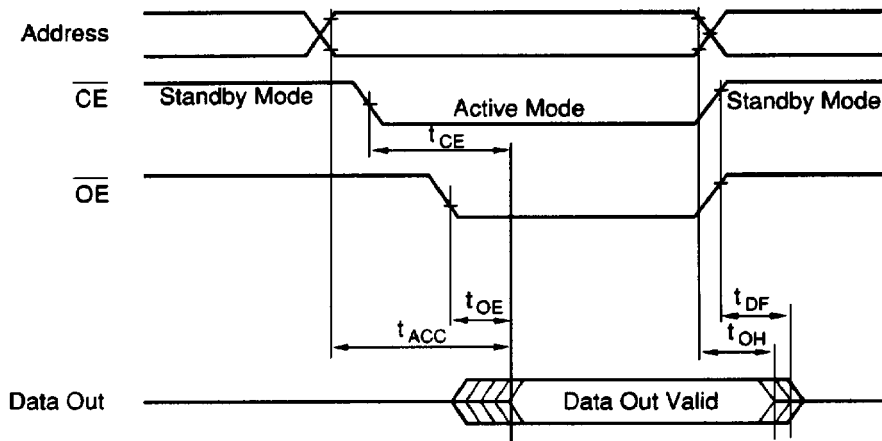 Address
CE
Standby Mode
Active Mode
Standby Mode
tCE
OE
tOE
tDF
tACC
tOH
Data Out
Data Out Valid